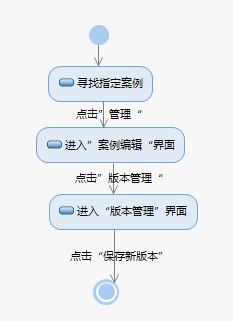 寻找指定案例
点击”管理“
进入”案例编辑“界面
点击”版本管理“
进入“版本管理”界面
点击“保存新版本”